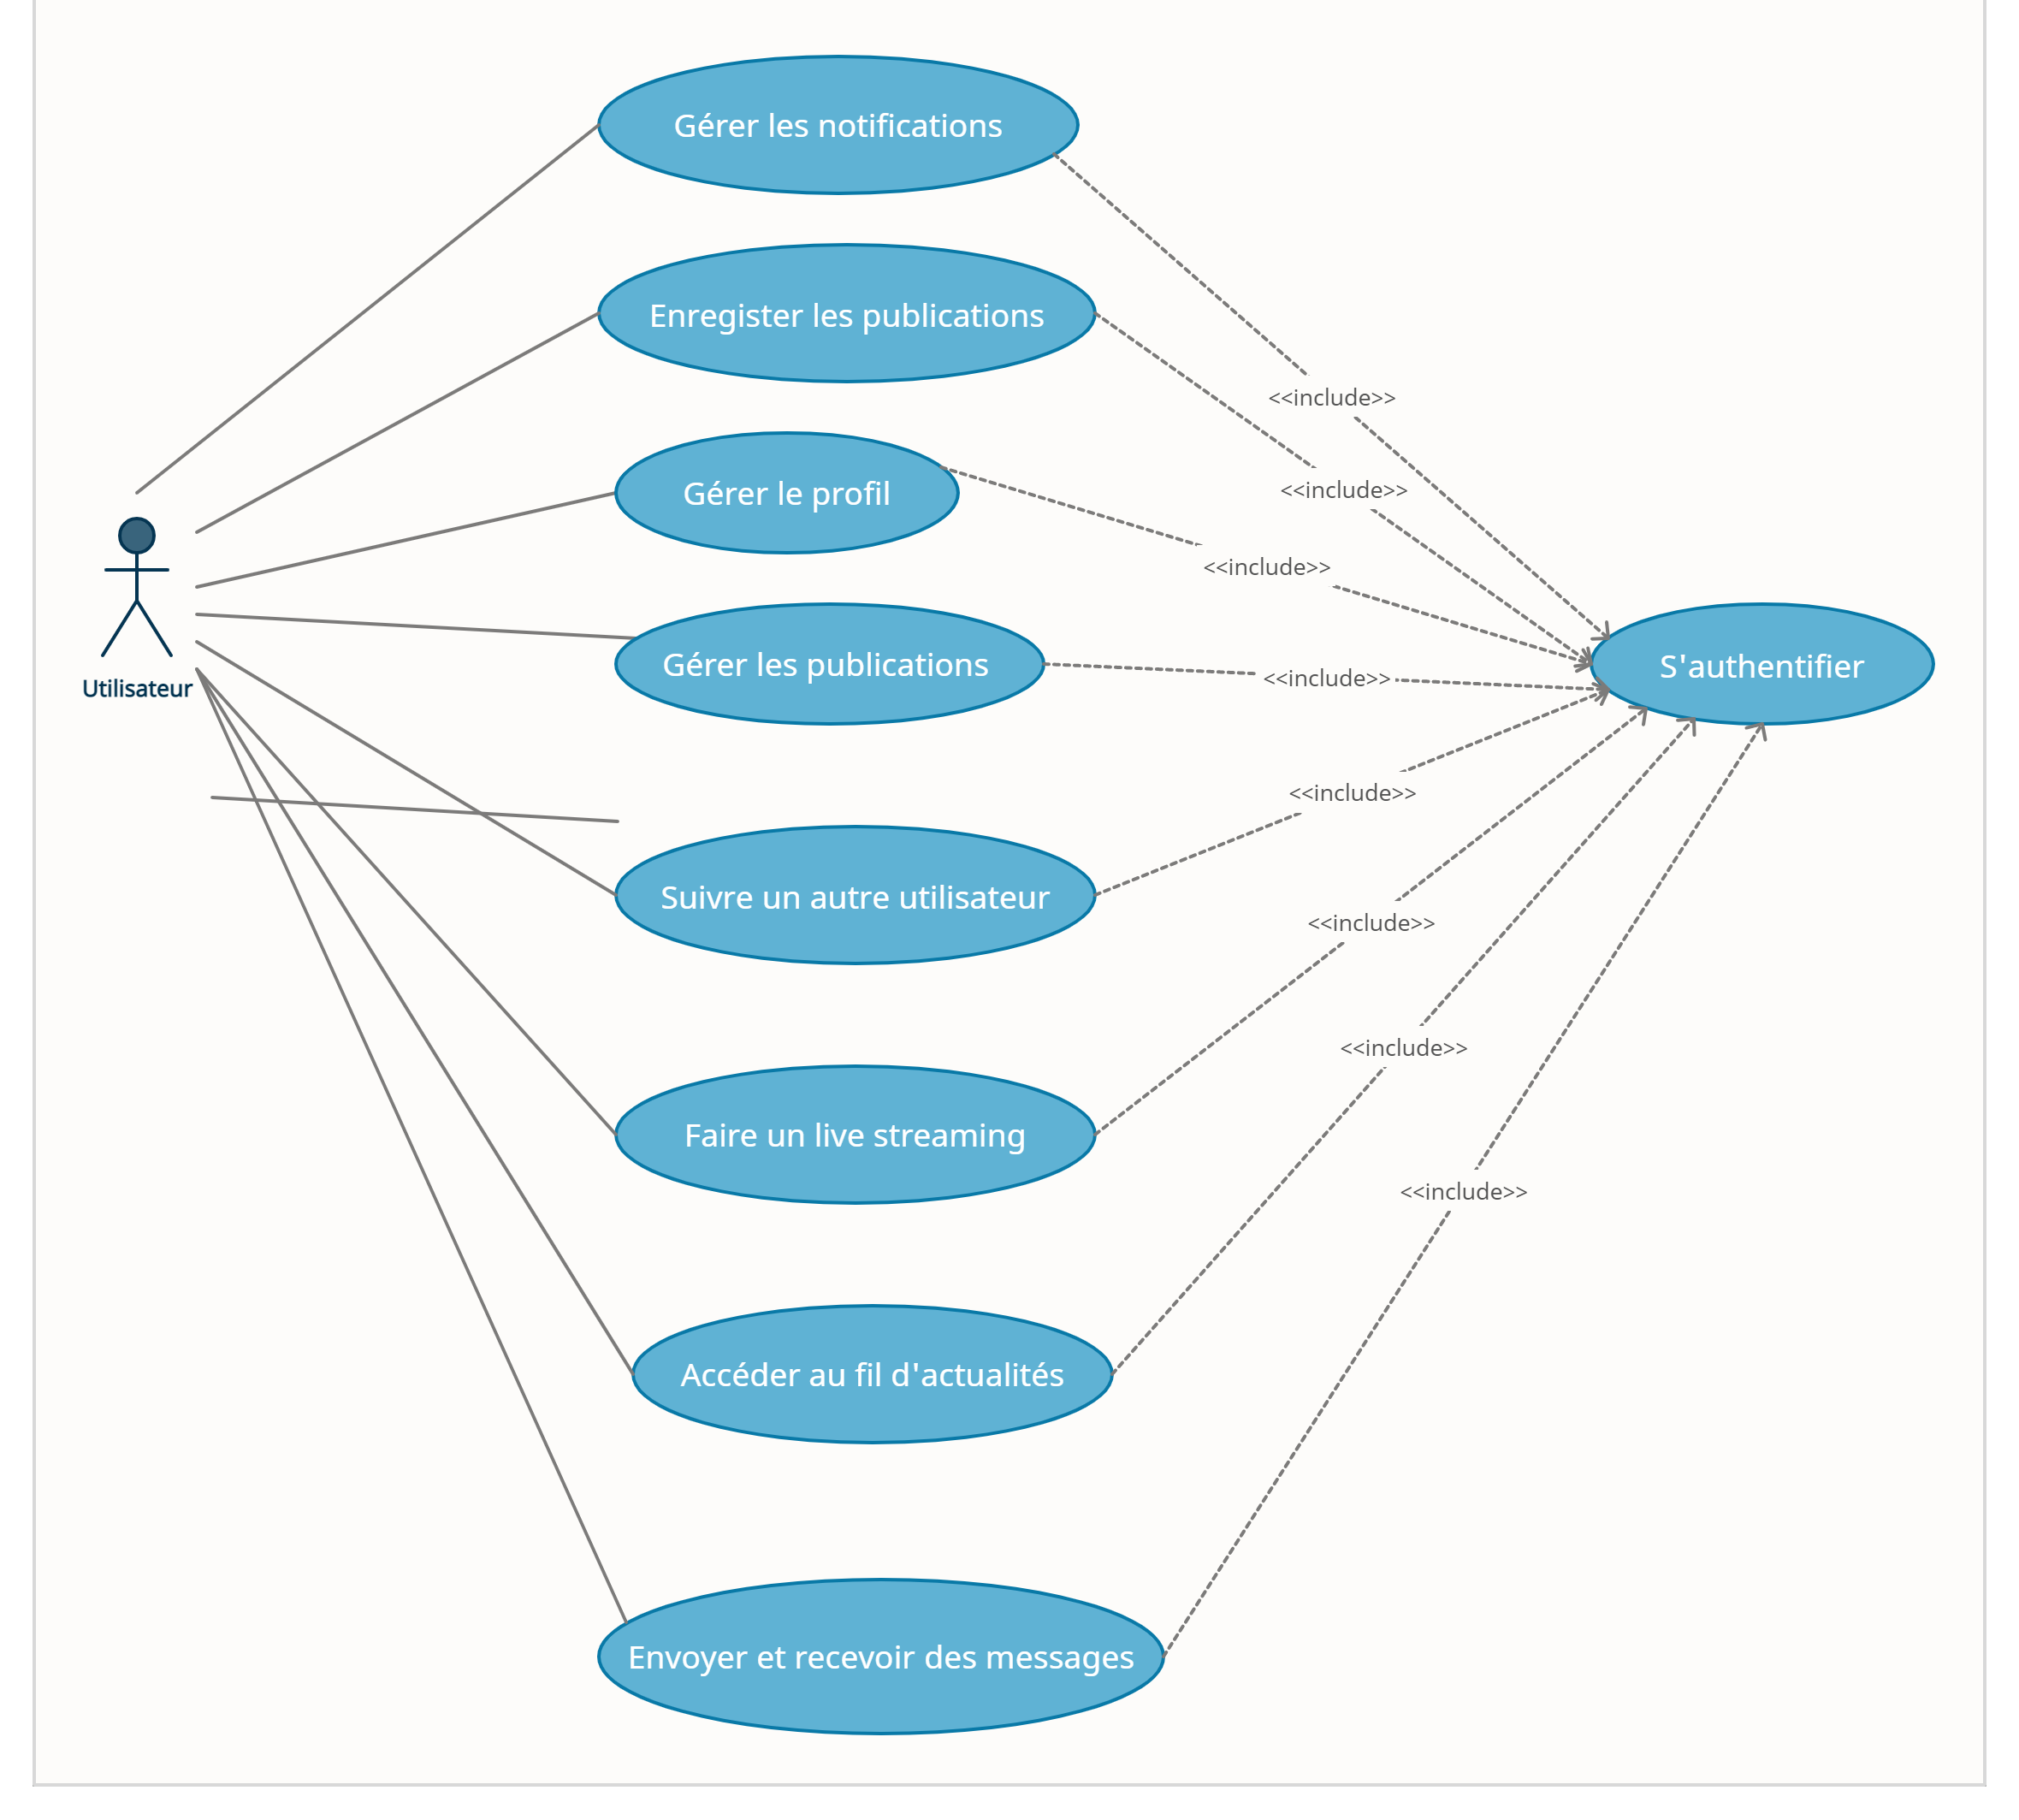 Gérer les notifications
Enregister les publications
<<include>>
<<include>>
Gérer le profil
<<include>>
Gérer les publications
<<include>>
S'authentifier
Utilisateur
<<include>>
Suivre un autre utilisateur
<<include>>
<<include>>
Faire un live streaming
<<include>>
Accéder au fil d'actualités
Envoyer et recevoir des messages